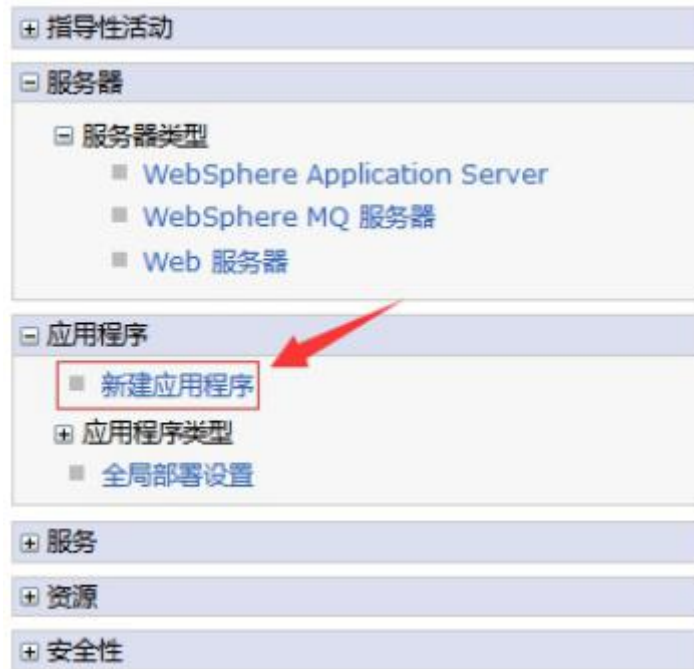 指导性活动
服务器
服务器类型
WebSphere Application Server
WebSphere MQ 服务器
Web 服务器
应用程序
新建应用程序
应用程序类型
全局部署设置
服务
资源
安全性